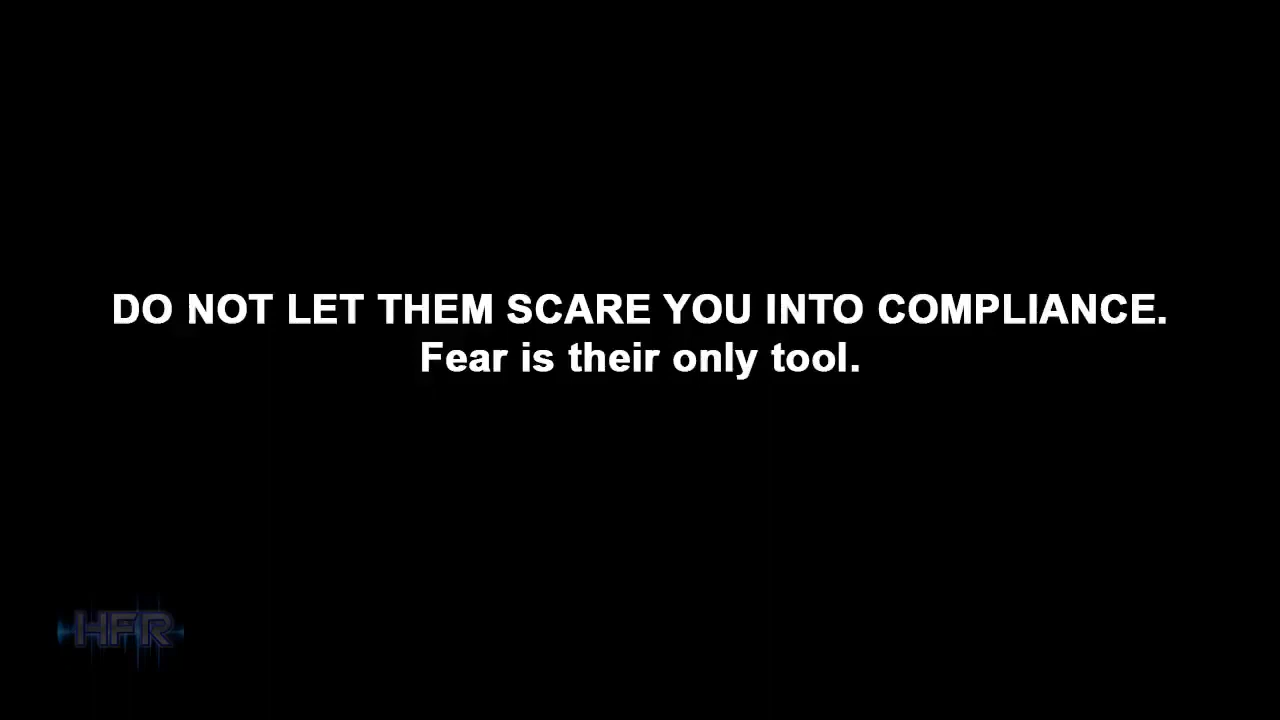 DO NOT LET THEM SCARE YOU INTO COMPLIANCE.
Fear is their only tool.
HFR